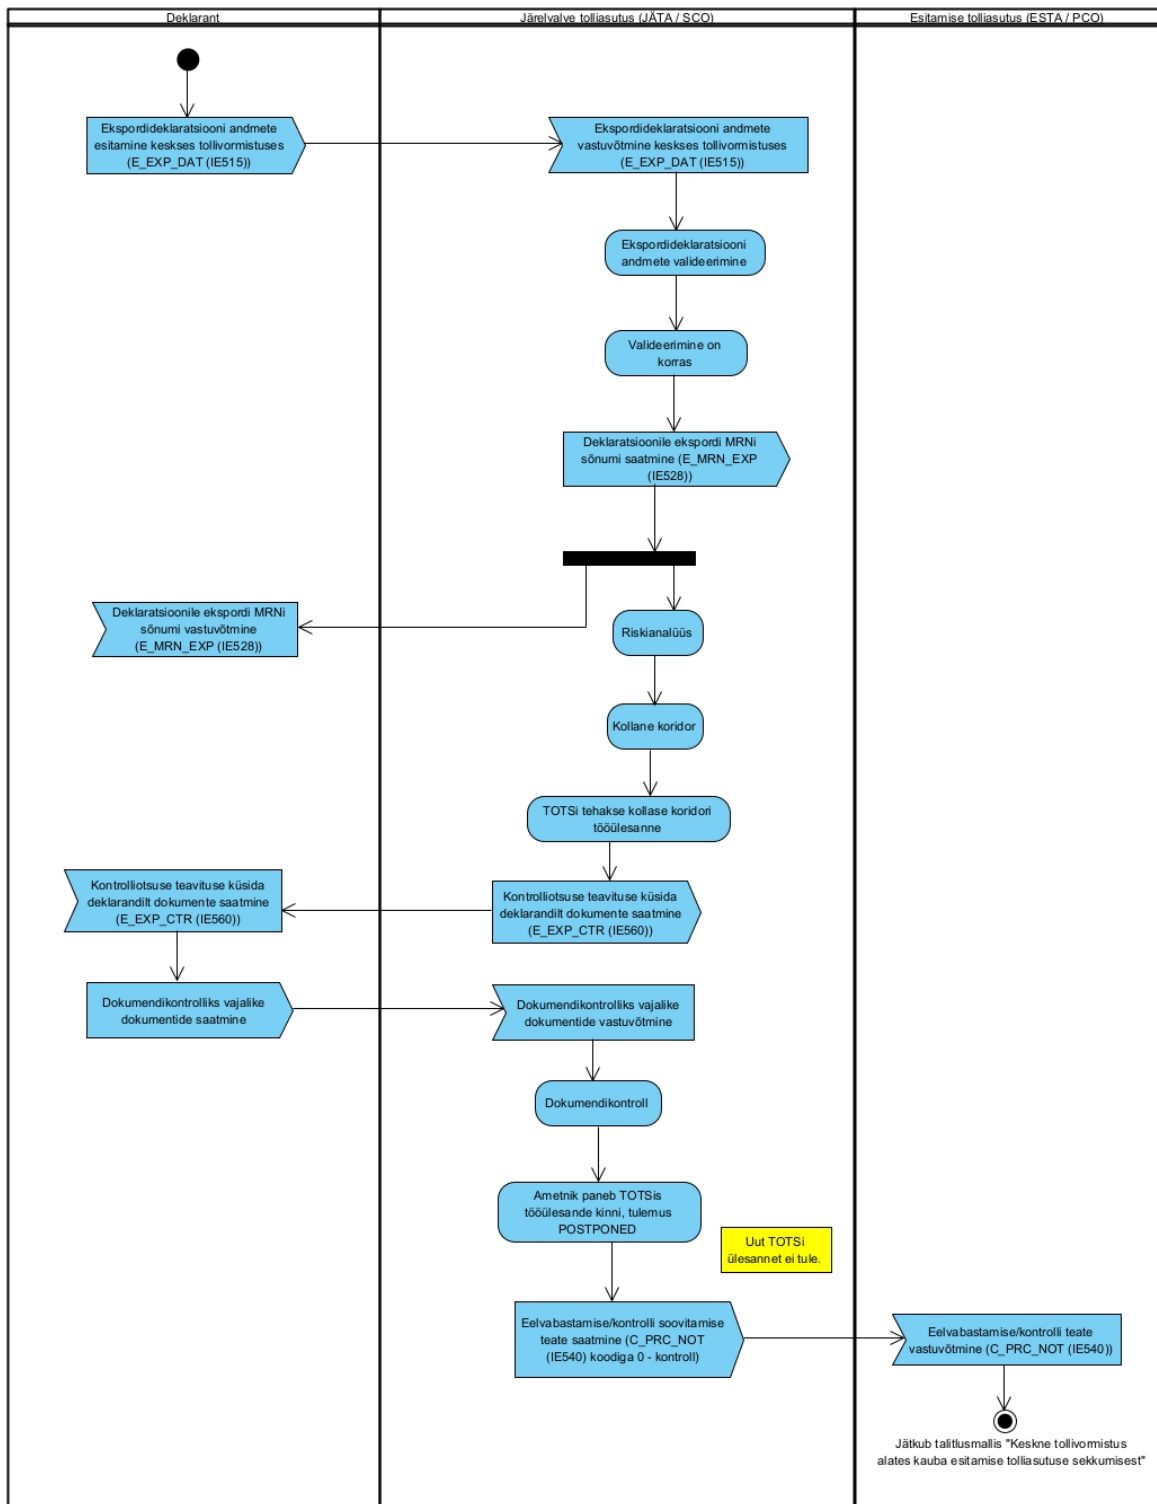 Deklarant
Järelvalve tolliasutus (JÄTA / SCO)
Esitamise tolliasutus (ESTA / PCO)
Ekspordideklaratsiooni andmete
esitamine keskses tollivormistuses
(E_EXP_DAT (IE515))
Ekspordideklaratsiooni andmete
vastuvõtmine keskses tollivormistuses
(E_EXP_DAT (IE515))
Ekspordideklaratsiooni
andmete valideerimine
Valideerimine on
korras
Deklaratsioonile ekspordi MRNi
sõnumi saatmine (E_MRN_EXP
(IE528))
Deklaratsioonile ekspordi MRNi
sõnumi vastuvõtmine
(E_MRN_EXP (IE528))
Riskianalüüs
Kollane koridor
TOTSi tehakse kollase koridori
tööülesanne
Kontrolliotsuse teavituse küsida
deklarandilt dokumente saatmine
(E_EXP_CTR (IE560))
Kontrolliotsuse teavituse küsida
deklarandilt dokumente saatmine
(E_EXP_CTR (IE560))
Dokumendikontrolliks vajalike
dokumentide saatmine
Dokumendikontrolliks vajalike
dokumentide vastuvõtmine
Dokumendikontroll
Ametnik paneb TOTSis
tööülesande kinni, tulemus
POSTPONED
Uut TOTSi
ülesannet ei tule.
Eelvabastamise/kontrolli soovitamise
teate saatmine (C_PRC_NOT
(IE540) koodiga 0 - kontroll)
Eelvabastamise/kontrolli teate
vastuvõtmine (C_PRC_NOT (IE540))
Jätkub talitlusmallis "Keskne tollivormistus
alates kauba esitamise tolliasutuse sekkumisest"